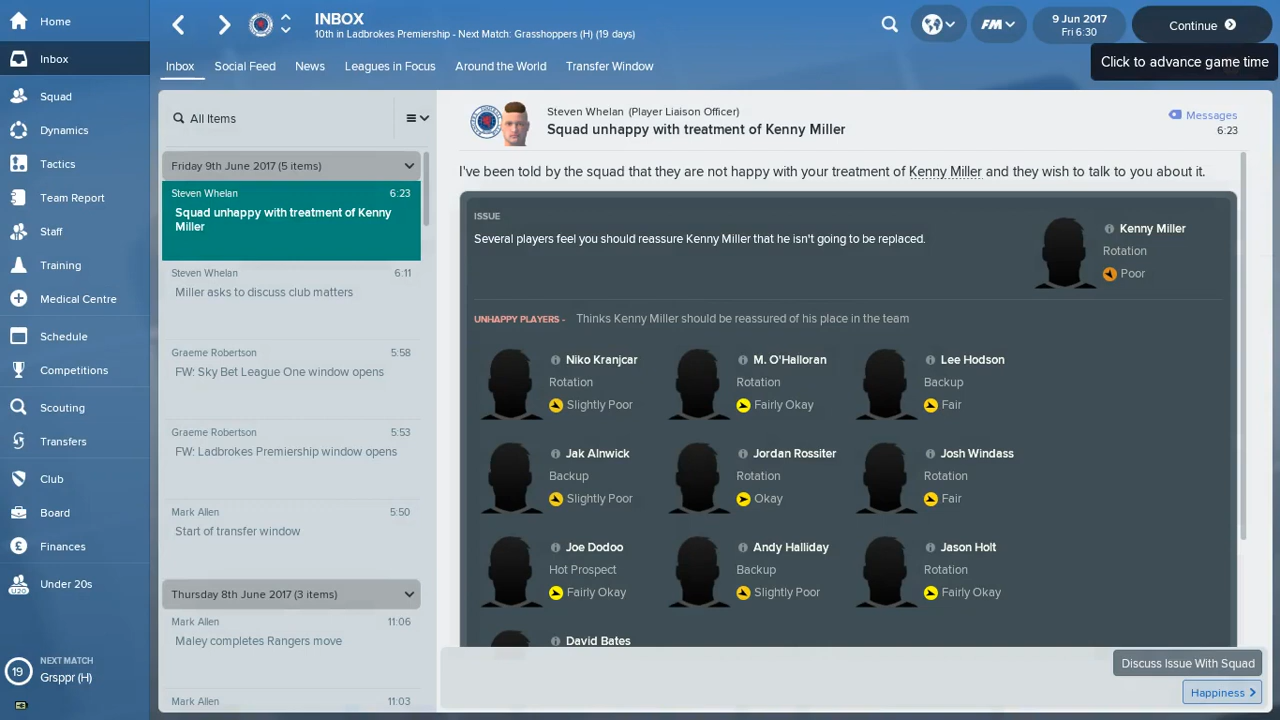 Home
Inbox
Squad
Dynamics
Tactics
Team Report
Staff
Training
Medical Centre
Schedule
Competitions
Scouting
Transfers
Club
Board
Finances
U20
Under 20s
19
NEXT MATCH
Grsppr (H)
INBOX
10th in Ladbrokes Premiership - Next Match: Grasshoppers (H) (19 days)
FM
9 Jun 2017
Fri 6:30
Continue
Click to advance game time
Inbox
Social Feed
News
Leagues in Focus
Around the World
Transfer Window
All Items
Friday 9th June 2017 (5 items)
Steven Whelan 6:23
Squad unhappy with treatment of Kenny
Miller
Steven Whelan 6:11
Miller asks to discuss club matters
Graeme Robertson 5:58
FW: Sky Bet League One window opens
Graeme Robertson 5:53
FW: Ladbrokes Premiership window opens
Mark Allen 5:50
Start of transfer window
Thursday 8th June 2017 (3 items)
Mark Allen 11:06
Maley completes Rangers move
Mark Allen 11:03
Steven Whelan (Player Liaison Officer)
Squad unhappy with treatment of Kenny Miller
Messages
6:23
I've been told by the squad that they are not happy with your treatment of Kenny Miller and they wish to talk to you about it.
ISSUE
Several players feel you should reassure Kenny Miller that he isn't going to be replaced.
Kenny Miller
Rotation
Poor
UNHAPPY PLAYERS - Thinks Kenny Miller should be reassured of his place in the team
Niko Kranjcar
Rotation
Slightly Poor
M. O'Halloran
Rotation
Fairly Okay
Lee Hodson
Backup
Fair
Jak Alnwick
Backup
Slightly Poor
Jordan Rossiter
Rotation
Okay
Josh Windass
Rotation
Fair
Joe Dodoo
Hot Prospect
Fairly Okay
Andy Halliday
Backup
Slightly Poor
Jason Holt
Rotation
Fairly Okay
David Bates
Discuss Issue With Squad
Happiness